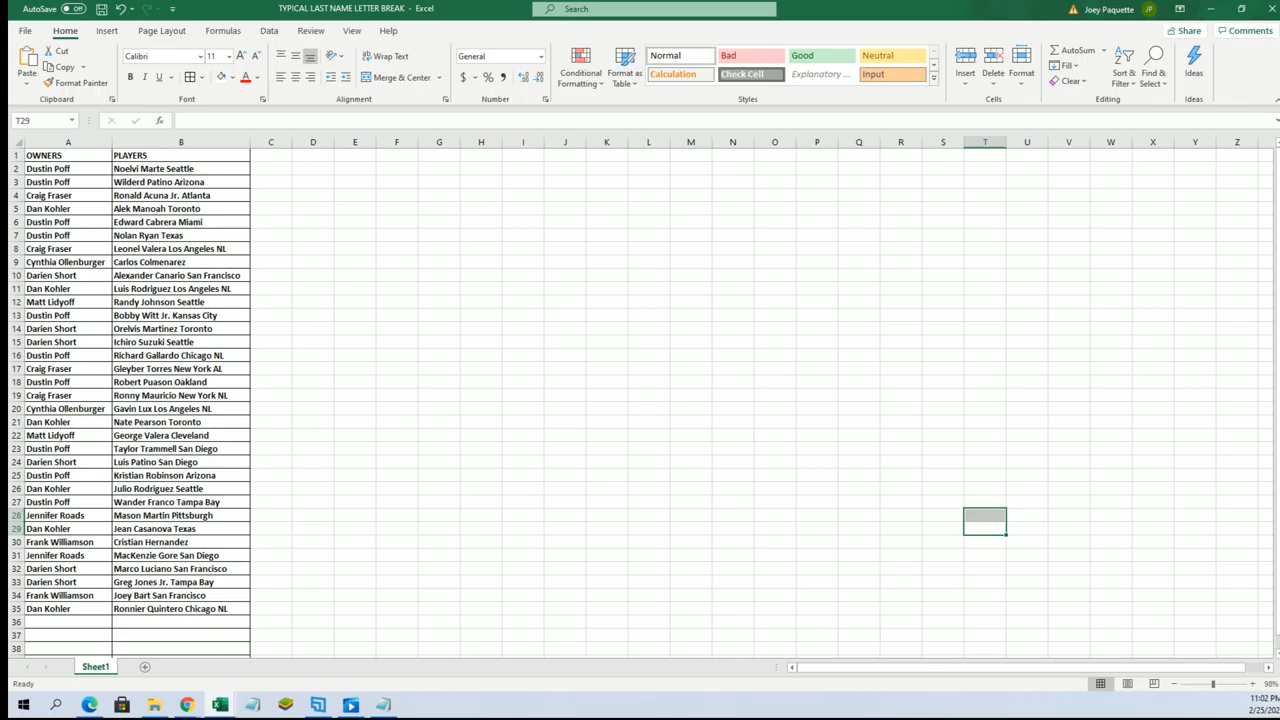 AutoSave Off TYPICAL LAST NAME LETTER BREAK - Excel Search Joey Paquette JP
File Home Insert Page Layout Formulas Data Review View Help Share Comments
Paste Cut Copy Format Painter
Clipboard
Calibri 11
B I U A
Font
Wrap Text
Merge & Center
Alignment
General
$ % 9
Number
Conditional Formatting
Format as Table
Normal Bad Good Neutral
Calculation Check Cell Explanary ... Input
Styles
Insert Delete Format
Cells
AutoSum
Fill
Clear
Sort & Filter
Find & Select
Editing
Ideas
Ideas
T29 fx
A B C D E F G H I J K L M N O P Q R S T U V W X Y Z
1 OWNERS PLAYERS
2 Dustin Poff Noelvi Marte Seattle
3 Dustin Poff Wilderd Patino Arizona
4 Craig Fraser Ronald Acuna Jr. Atlanta
5 Dan Kohler Alek Manoah Toronto
6 Dustin Poff Edward Cabrera Miami
7 Dustin Poff Nolan Ryan Texas
8 Craig Fraser Leonel Valera Los Angeles NL
9 Cynthia Ollenburger Carlos Colmenarez
10 Darien Short Alexander Canario San Francisco
11 Dan Kohler Luis Rodriguez Los Angeles NL
12 Matt Lidyoff Randy Johnson Seattle
13 Dustin Poff Bobby Witt Jr. Kansas City
14 Darien Short Orelvis Martinez Toronto
15 Darien Short Ichiro Suzuki Seattle
16 Dustin Poff Richard Gallardo Chicago NL
17 Craig Fraser Gleyber Torres New York AL
18 Dustin Poff Robert Puason Oakland
19 Craig Fraser Ronny Mauricio New York NL
20 Cynthia Ollenburger Gavin Lux Los Angeles NL
21 Dan Kohler Nate Pearson Toronto
22 Matt Lidyoff George Valera Cleveland
23 Dustin Poff Taylor Trammell San Diego
24 Darien Short Luis Patino San Diego
25 Dustin Poff Kristian Robinson Arizona
26 Dan Kohler Julio Rodriguez Seattle
27 Dustin Poff Wander Franco Tampa Bay
28 Jennifer Roads Mason Martin Pittsburgh
29 Dan Kohler Jean Casanova Texas
30 Frank Williamson Cristian Hernandez
31 Jennifer Roads MacKenzie Gore San Diego
32 Darien Short Marco Luciano San Francisco
33 Darien Short Greg Jones Jr. Tampa Bay
34 Frank Williamson Joey Bart San Francisco
35 Dan Kohler Ronnier Quintero Chicago NL
36
37
38
Sheet1
Ready 98%
11:02 PM
2/25/202